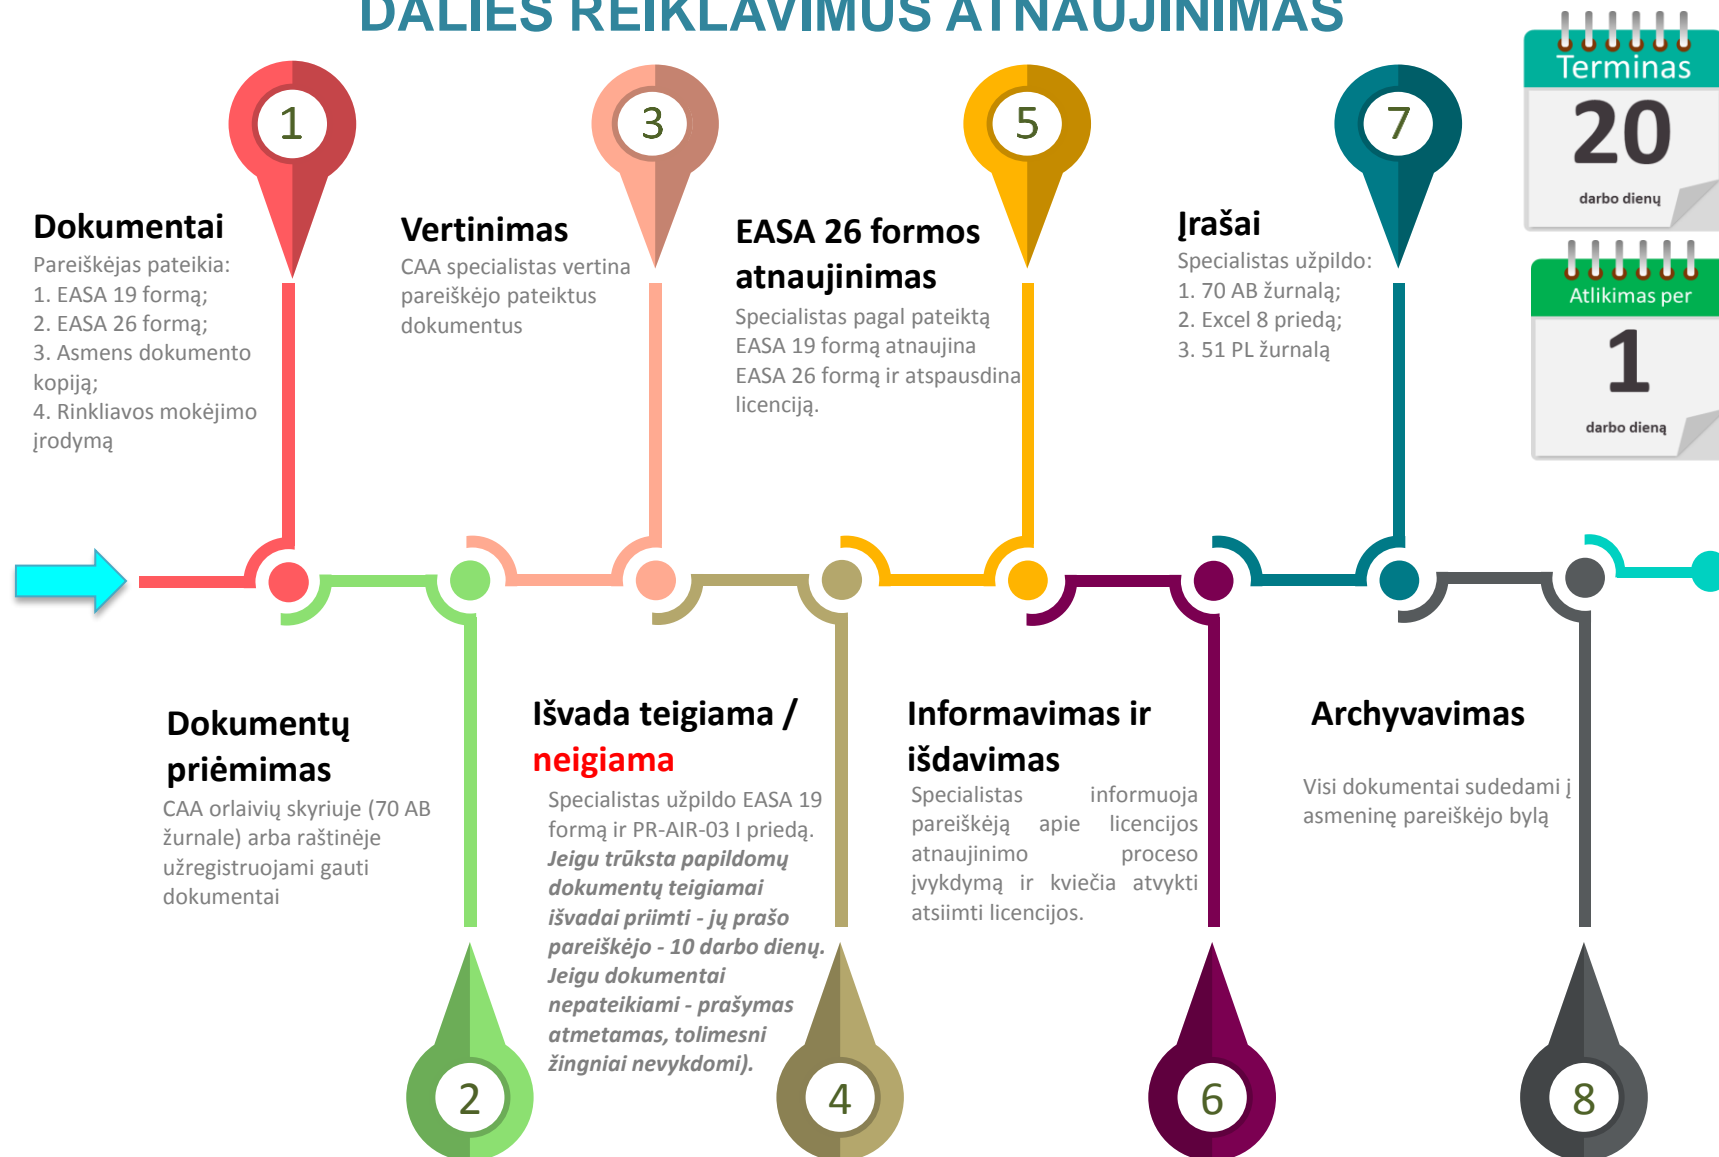 DALIES REIKLAVIMUS ATNAUJINIMAS
Terminas
20
darbo dienų
Atlikimas per
1
darbo dieną
1
Dokumentai
Pareiškėjas pateikia:
1. EASA 19 formą;
2. EASA 26 formą;
3. Asmens dokumento
kopiją;
4. Rinkliavos mokėjimo
įrodymą
3
Vertinimas
CAA specialistas vertina
pareiškėjo pateiktus
dokumentus
5
EASA 26 formos
atnaujinimas
Specialistas pagal pateiktą
EASA 19 formą atnaujina
EASA 26 formą ir atspausdina
licenciją.
7
Įrašai
Specialistas užpildo:
1. 70 AB žurnalą;
2. Excel 8 priedą;
3. 51 PL žurnalą
Dokumentų
priėmimas
CAA orlaivių skyriuje (70 AB
žurnale) arba raštinėje
užregistruojami gauti
dokumentai
2
Išvada teigiama /
neigiama
Specialistas užpildo EASA 19
formą ir PR-AIR-03 I priedą.
Jeigu trūksta papildomų
dokumentų teigiamai
išvadai priimti - jų prašo
pareiškėjo - 10 darbo dienų.
Jeigu dokumentai
nepateikiami - prašymas
atmetamas, tolimesni
žingniai nevykdomi).
4
Informavimas ir
išdavimas
Specialistas informuoja
pareiškėją apie licencijos
atnaujinimo proceso
įvykdymą ir kviečia atvykti
atsiimti licencijos.
6
Archyvavimas
Visi dokumentai sudedami į
asmeninę pareiškėjo bylą
8